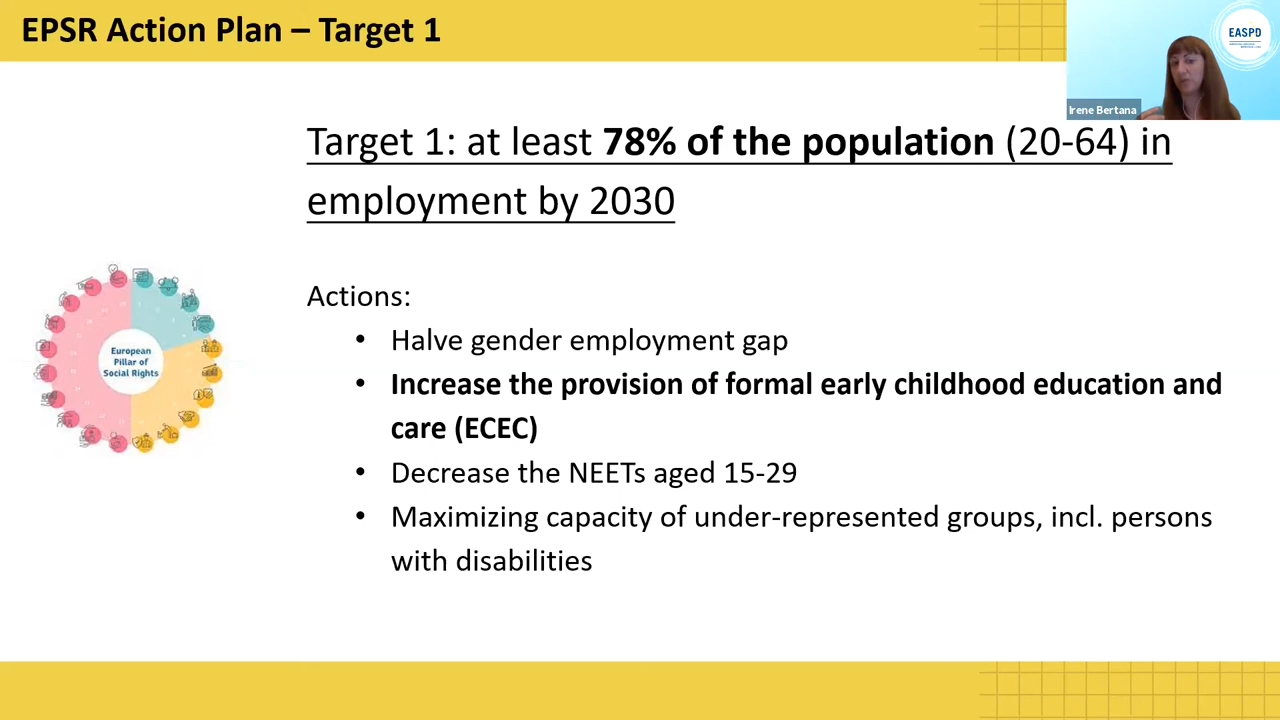 EPSR Action Plan – Target 1
EASPD
Irene Bertana
Target 1: at least 78% of the population (20-64) in
employment by 2030
Actions:
• Halve gender employment gap
• Increase the provision of formal early childhood education and
care (ECEC)
• Decrease the NEETs aged 15-29
• Maximizing capacity of under-represented groups, incl. persons
with disabilities
European
Pillar of
Social Rights